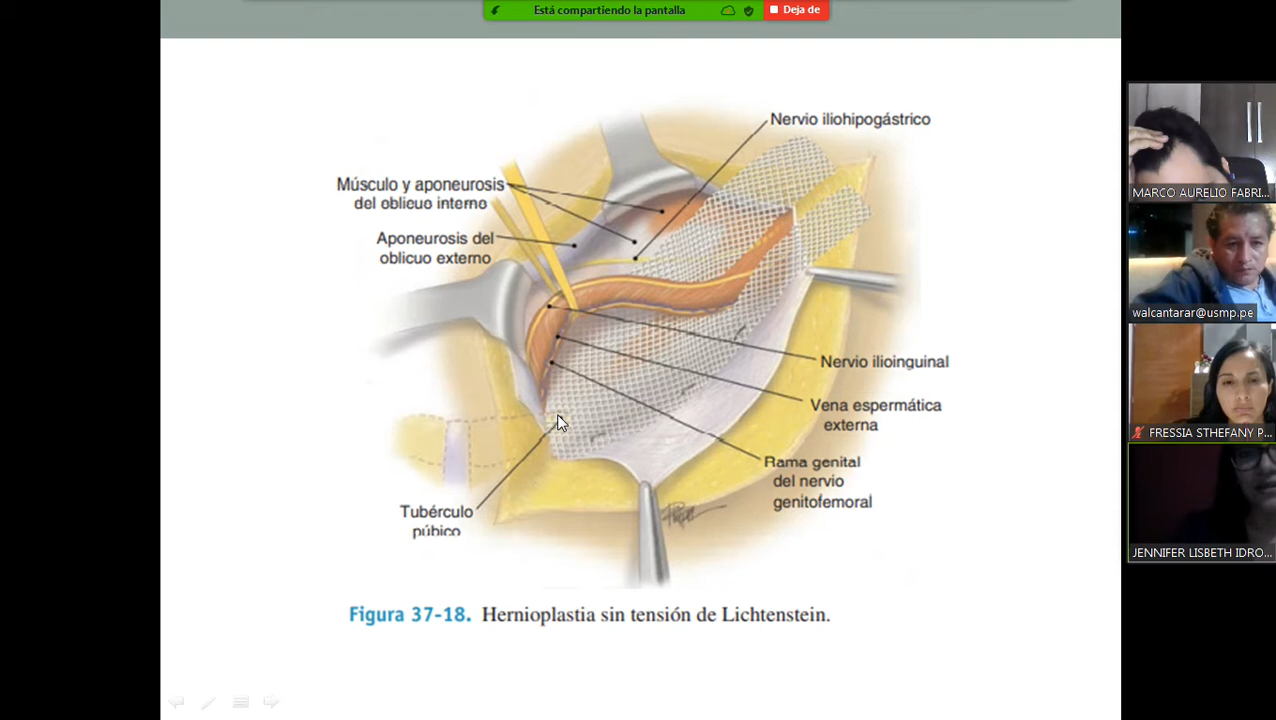 Está compartiendo la pantalla
Deja de
Nervio iliohipogástrico
Músculo y aponeurosis
del oblicuo interno
Aponeurosis del
oblicuo externo
Nervio ilioinguinal
Vena espermática
externa
Rama genital
del nervio
genitofemoral
Tubérculo
púbico
Figura 37-18. Hernioplastia sin tensión de Lichtenstein.
MARCO AURELIO FABRI...
walcantarar@usmp.pe
FRESSIA STHEFANY P...
JENNIFER LISBETH IDRO...